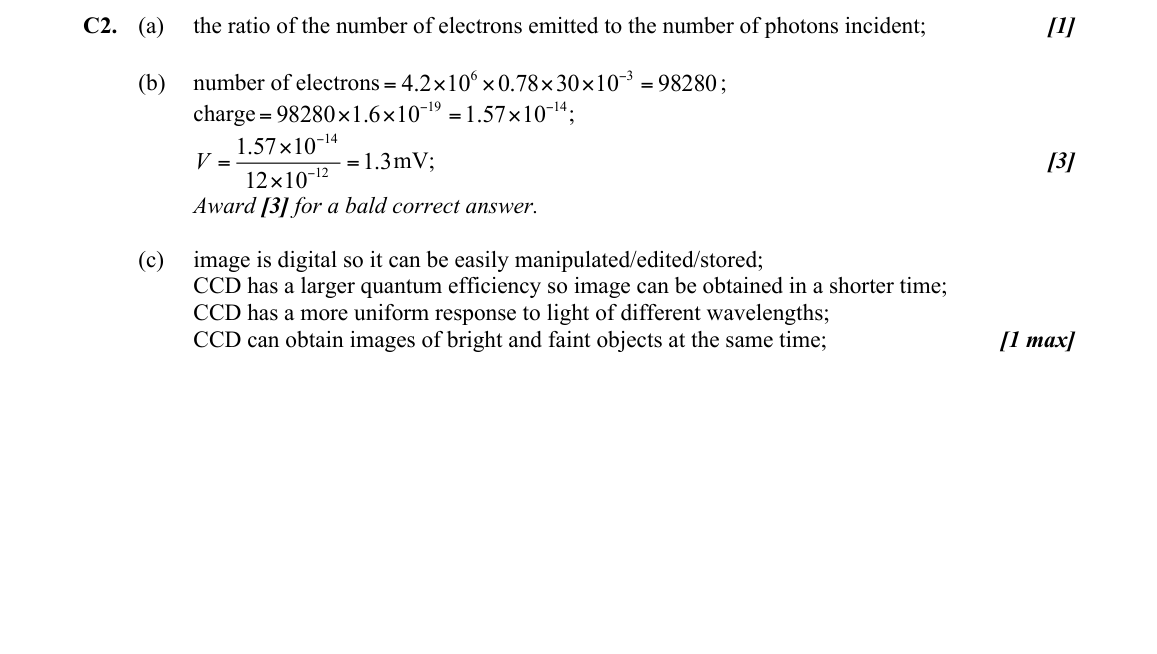 C2. (a) the ratio of the number of electrons emitted to the number of photons incident; [1]
(b) number of electrons = 4.2×10⁶ ×0.78×30×10⁻³ = 98280;
charge = 98280×1.6×10⁻¹⁹ = 1.57×10⁻¹⁴;
V = 1.57×10⁻¹⁴ / 12×10⁻¹² = 1.3mV; [3]
Award [3] for a bald correct answer.
(c) image is digital so it can be easily manipulated/edited/stored;
CCD has a larger quantum efficiency so image can be obtained in a shorter time;
CCD has a more uniform response to light of different wavelengths;
CCD can obtain images of bright and faint objects at the same time; [1 max]